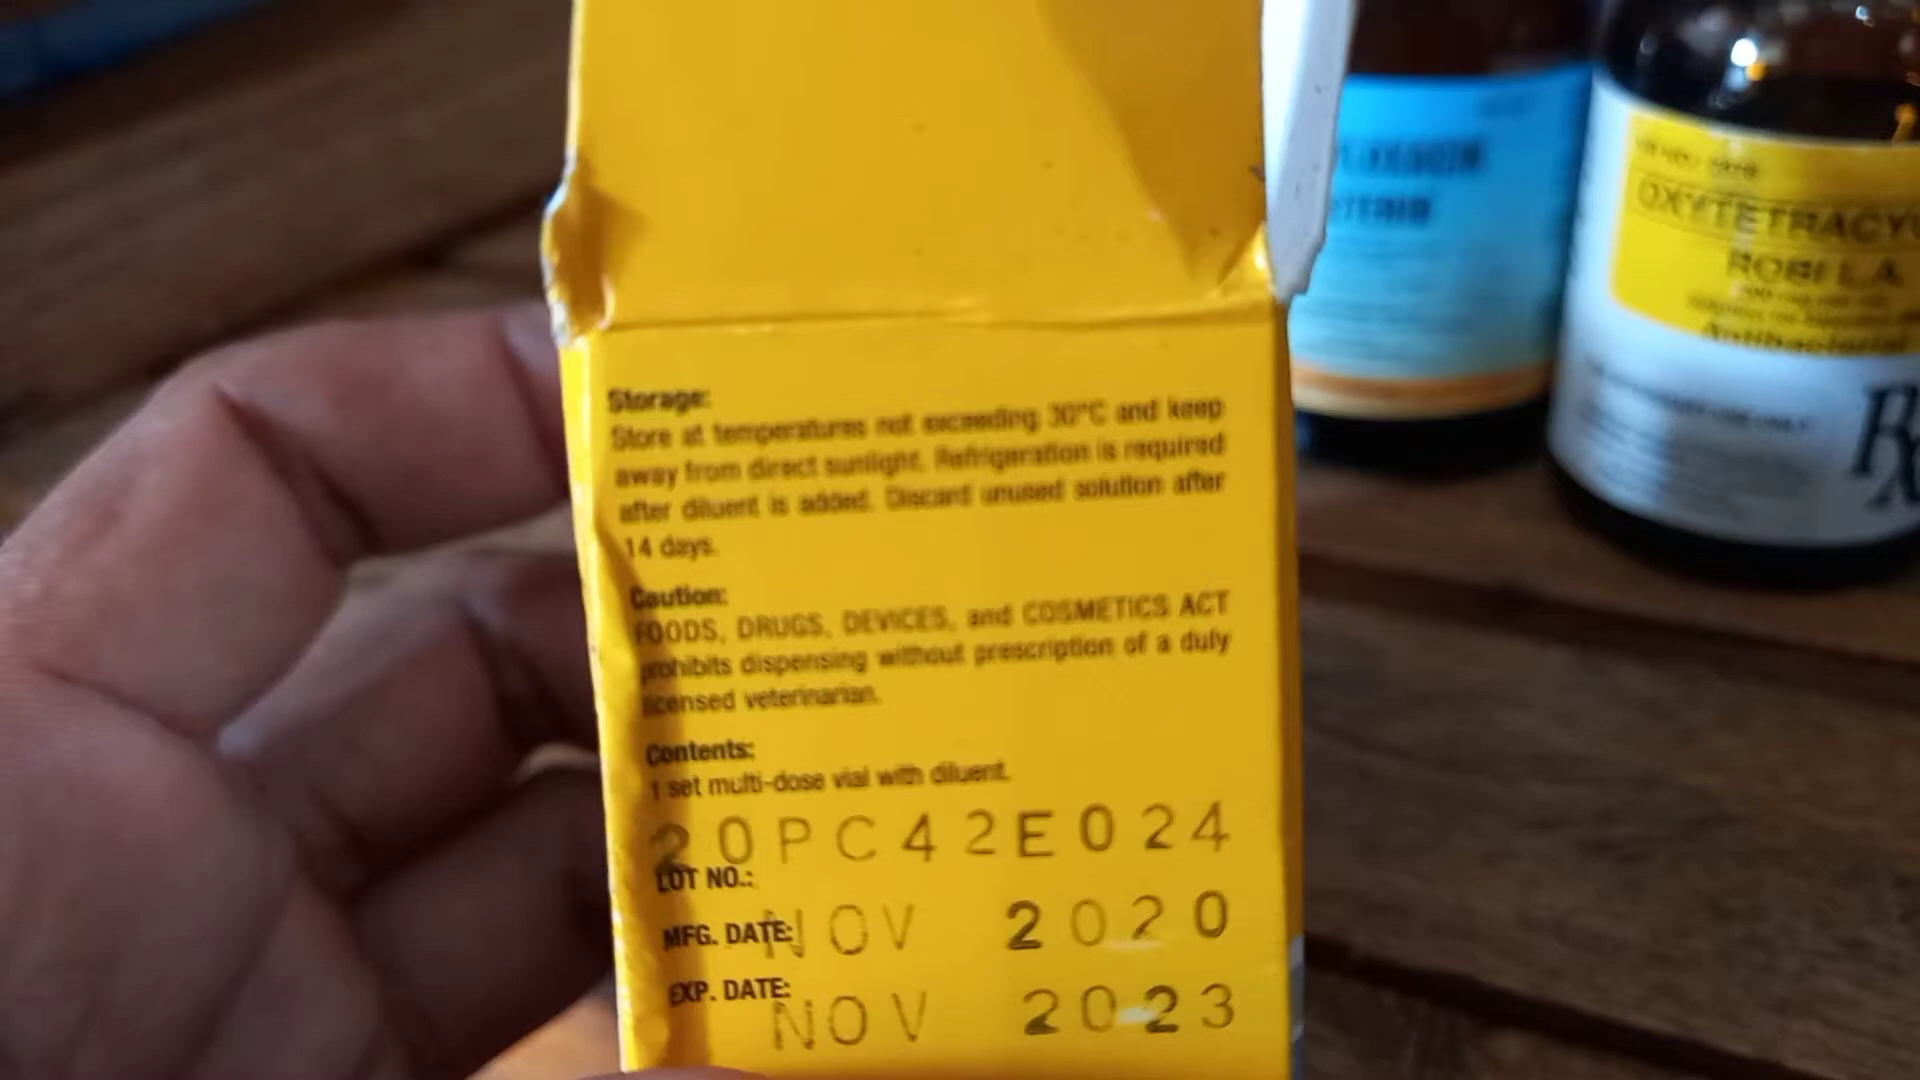 Storage:
Store at temperatures not exceeding 30°C and keep
away from direct sunlight. Refrigeration is required
after diluent is added. Discard unused solution after
14 days.
Caution:
FOODS, DRUGS, DEVICES, and COSMETICS ACT
prohibits dispensing without prescription of a duly
licensed veterinarian.
Contents:
1 set multi-dose vial with diluent.
20PC42E024
LOT NO.:
MFG. DATE: NOV 2020
EXP. DATE: NOV 2023
OXYTETRACYC
ROBI L.A.
Antibacterial
Rx